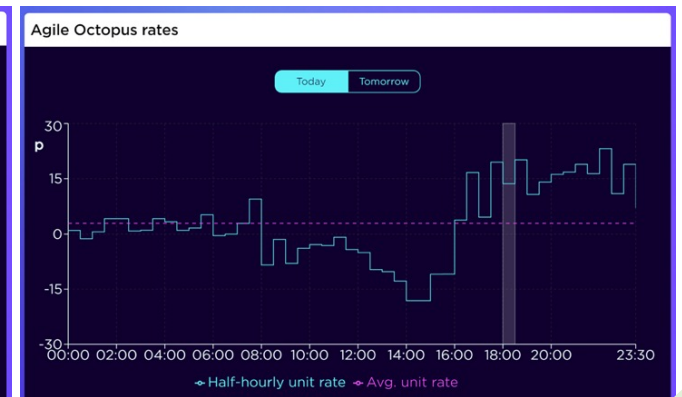 Agile Octopus rates
Today Tomorrow
30
p
15
0
-15
-30
00:00 02:00 04:00 06:00 08:00 10:00 12:00 14:00 16:00 18:00 20:00 23:30
Half-hourly unit rate Avg. unit rate